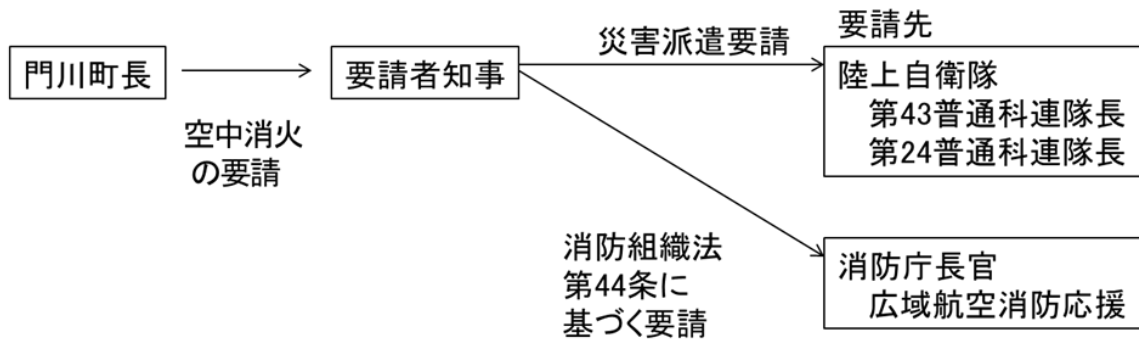 門川町長
空中消火
の要請
要請者知事
災害派遣要請
要請先
陸上自衛隊
第43普通科連隊長
第24普通科連隊長
消防組織法
第44条に
基づく要請
消防庁長官
広域航空消防応援